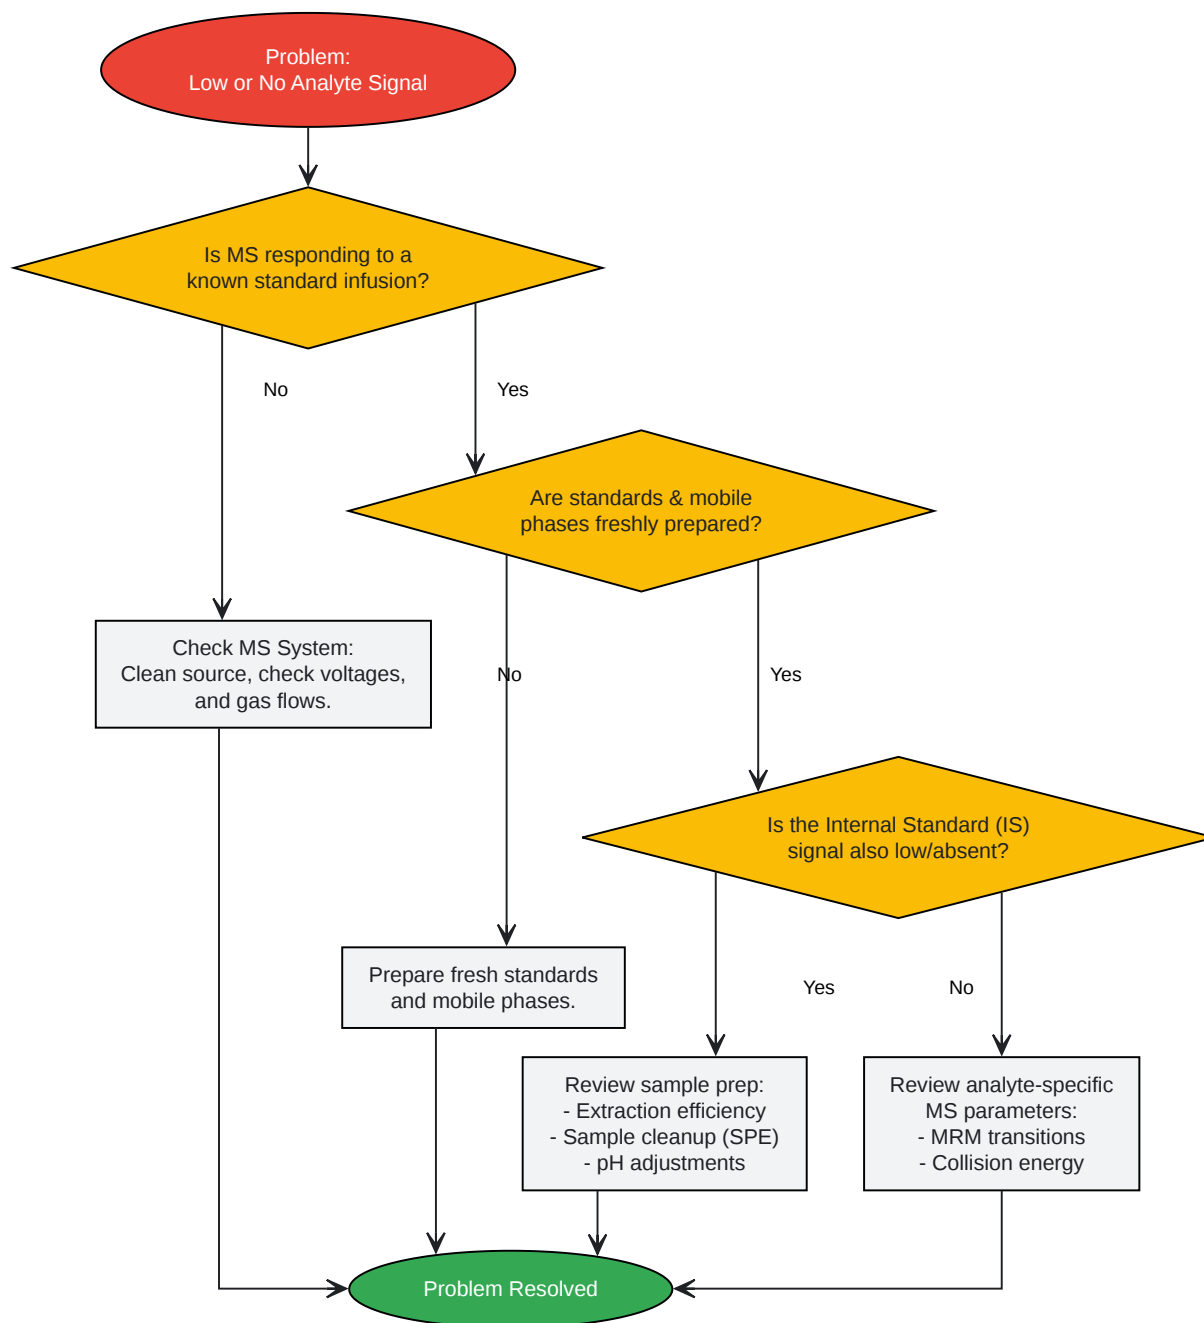 Problem:
Low or No Analyte Signal
Is MS responding to a
known standard infusion?
No
Yes
Are standards & mobile
phases freshly prepared?
Check MS System:
Clean source, check voltages,
and gas flows.
No
Yes
Is the Internal Standard (IS)
signal also low/absent?
Prepare fresh standards
and mobile phases.
Yes
No
Review sample prep:
- Extraction efficiency
- Sample cleanup (SPE)
- pH adjustments
Review analyte-specific
MS parameters:
- MRM transitions
- Collision energy
Problem Resolved